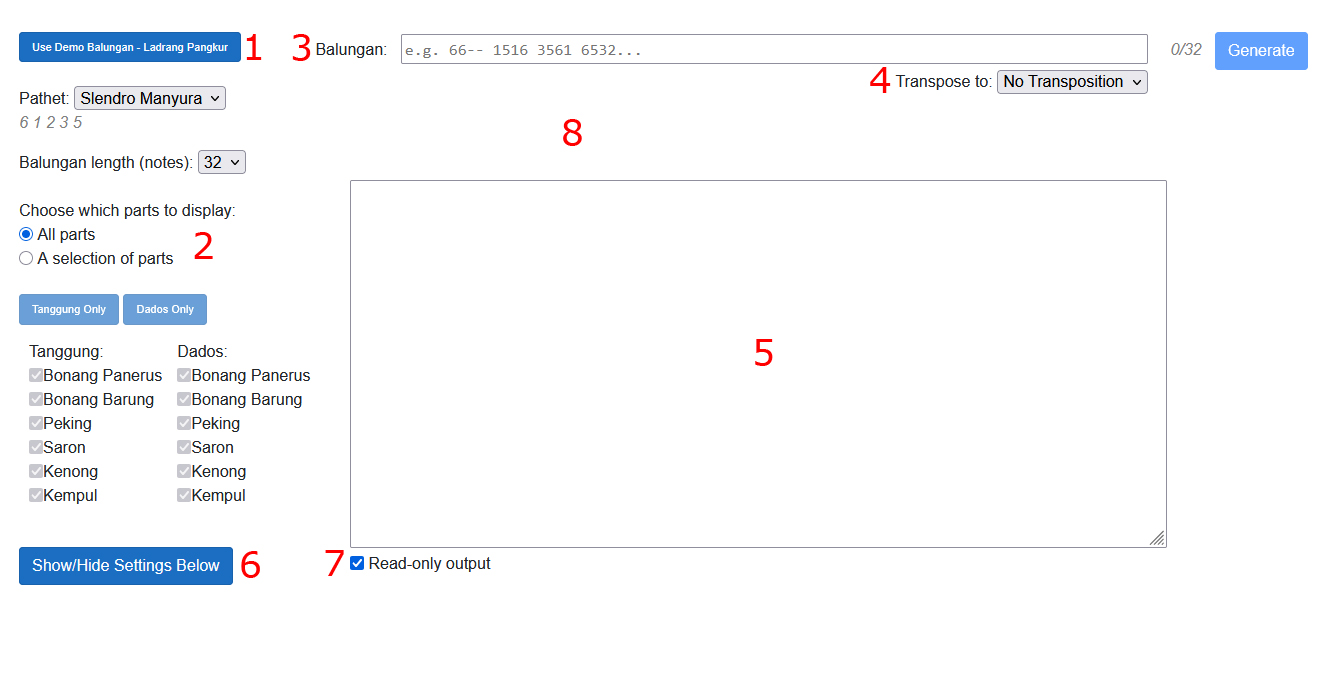 Use Demo Balungan - Ladrang Pangkur 1
3 Balungan: e.g. 66-- 1516 3561 6532... 0/32 Generate
4 Transpose to: No Transposition
Pathet: Slendro Manyura
6 1 2 3 5
8
Balungan length (notes): 32
Choose which parts to display:
All parts
2
A selection of parts
Tanggung Only Dados Only
Tanggung: Dados:
5
Bonang Panerus Bonang Panerus
Bonang Barung Bonang Barung
Peking Peking
Saron Saron
Kenong Kenong
Kempul Kempul
Show/Hide Settings Below 6
7 Read-only output